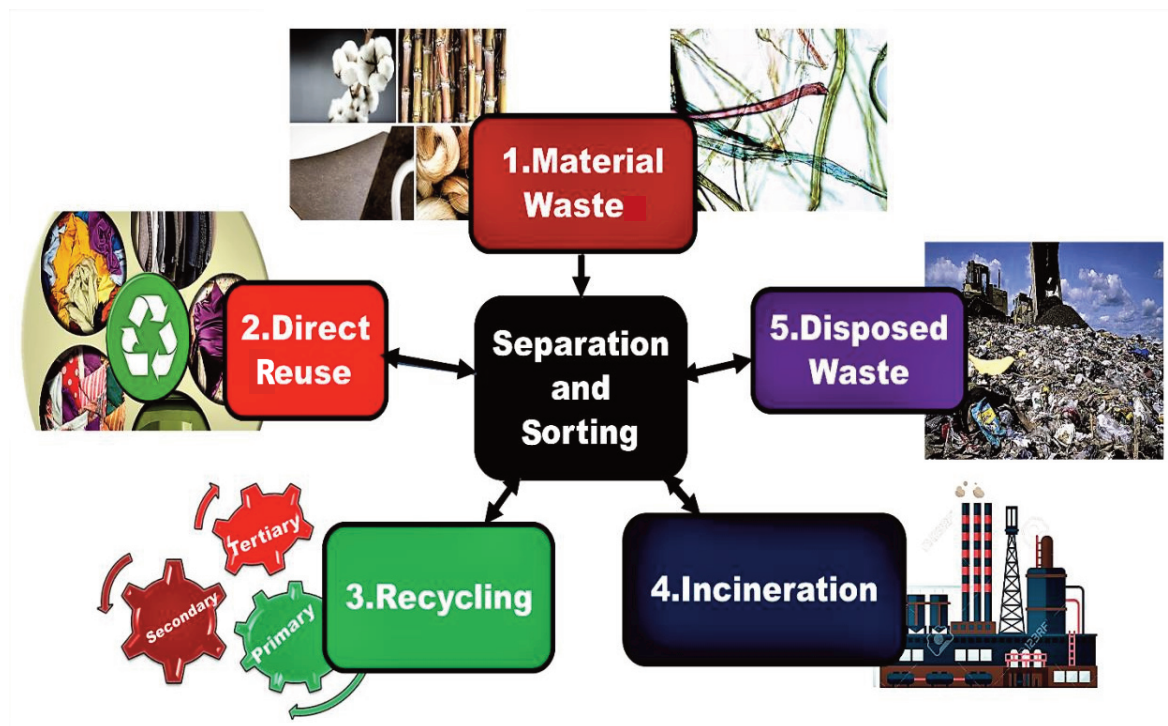 1.Material
Waste
2.Direct
Reuse
Separation
and
Sorting
5.Disposed
Waste
Tertiary
Secondary
Primary
3.Recycling
4.Incineration
123RF